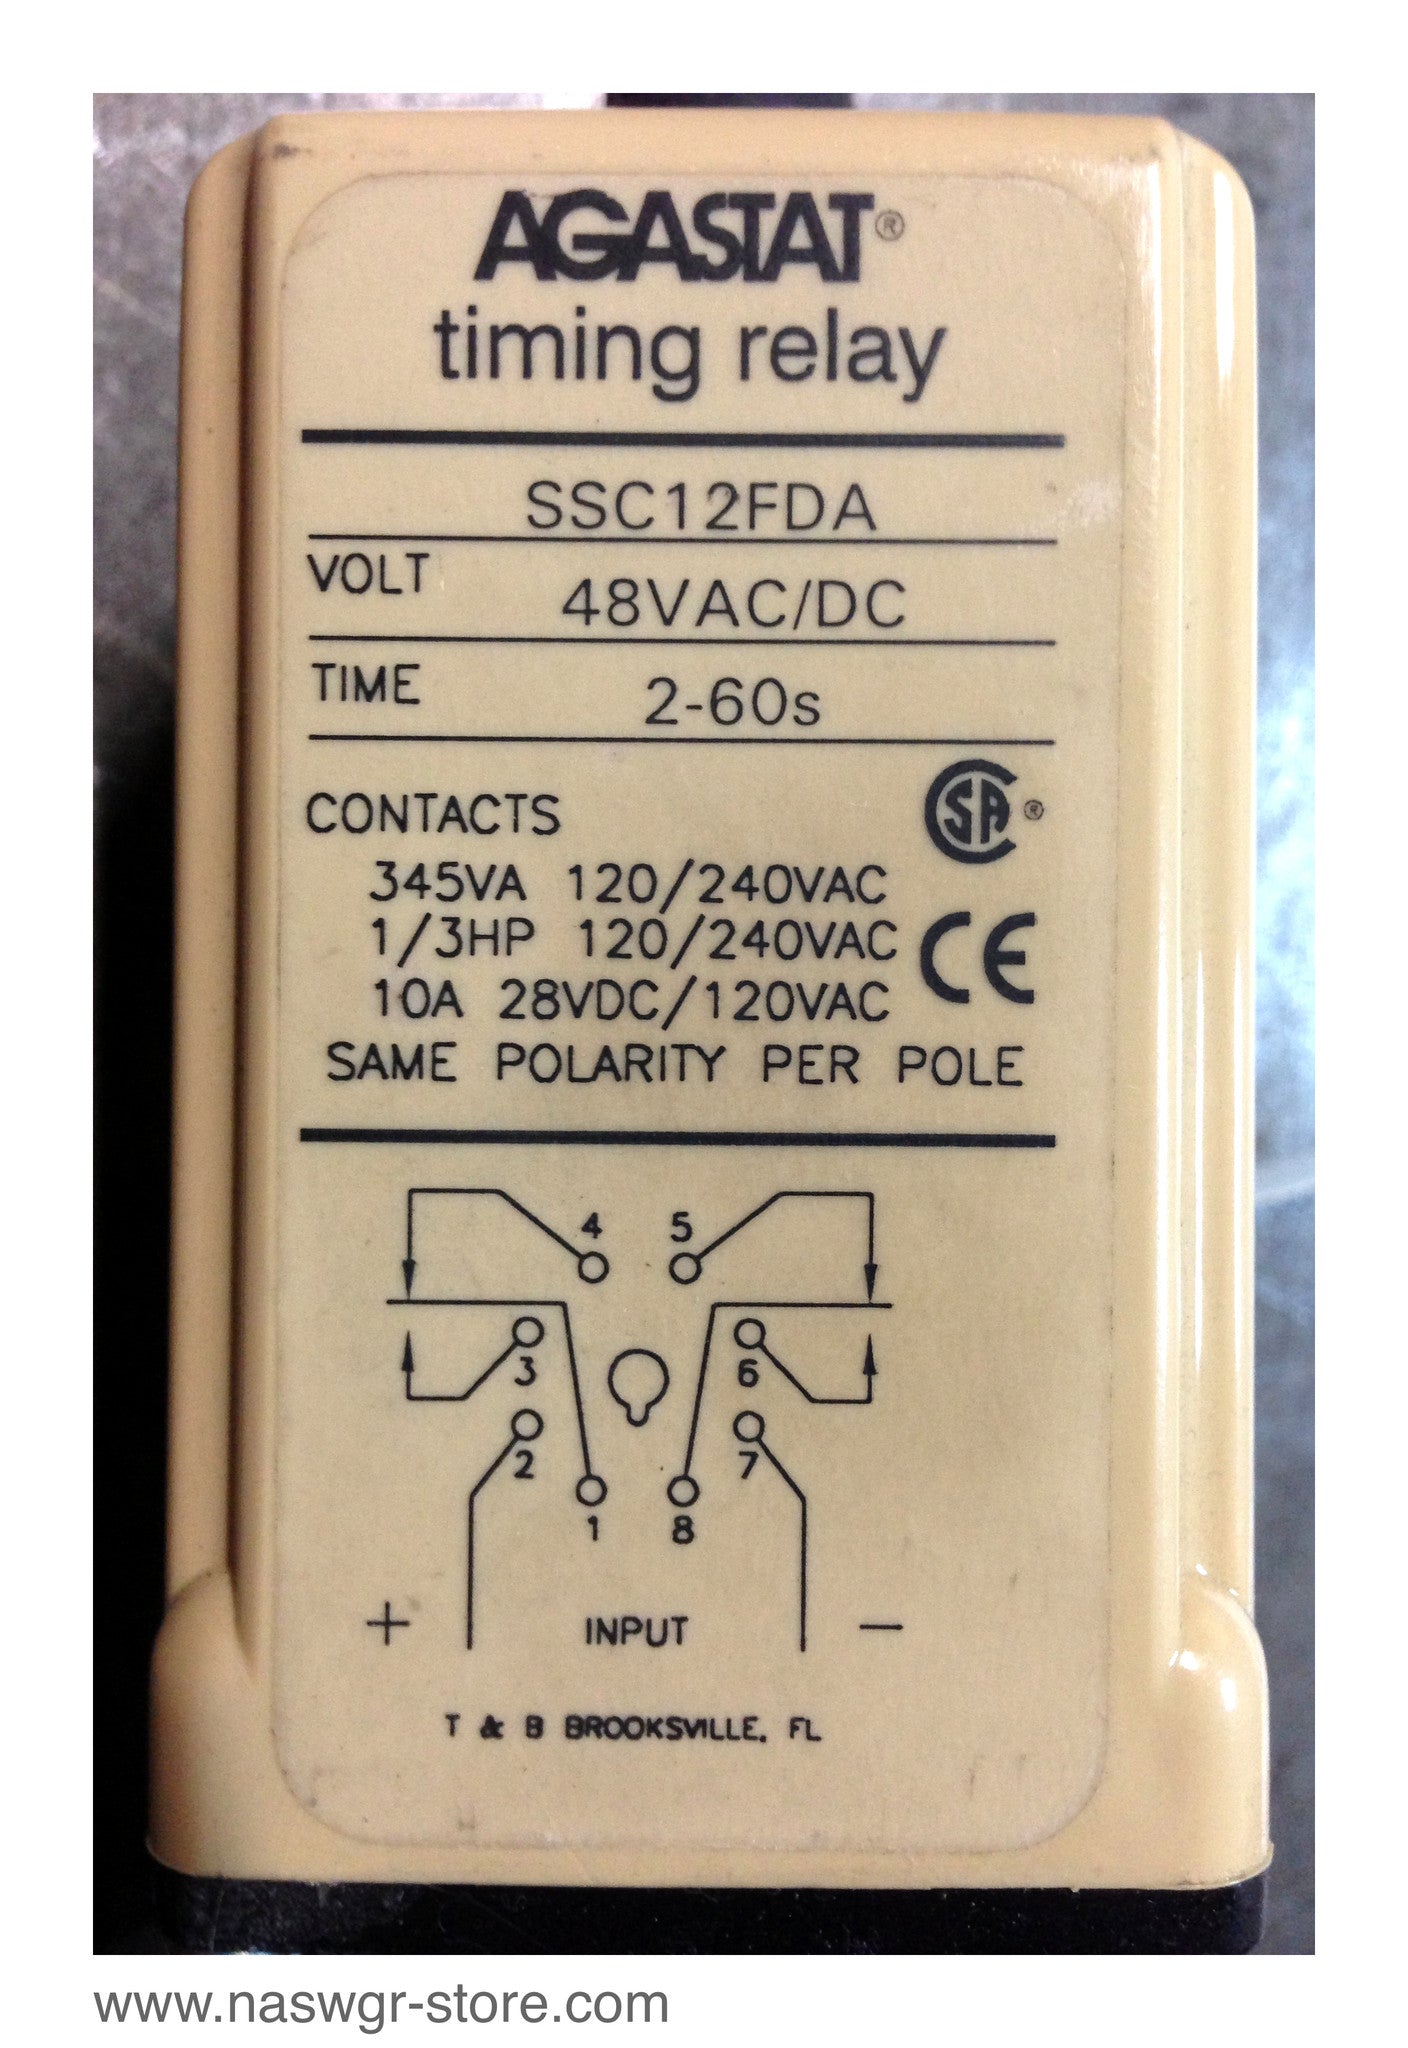 AGASTAT®
timing relay
SSC12FDA
VOLT 48VAC/DC
TIME 2-60s
CONTACTS
SA ®
345VA 120/240VAC
1/3HP 120/240VAC
CE
10A 28VDC/120VAC
SAME POLARITY PER POLE
4 5
3 6
2 7
1 8
+ INPUT −
T & B BROOKSVILLE, FL
www.naswgr-store.com